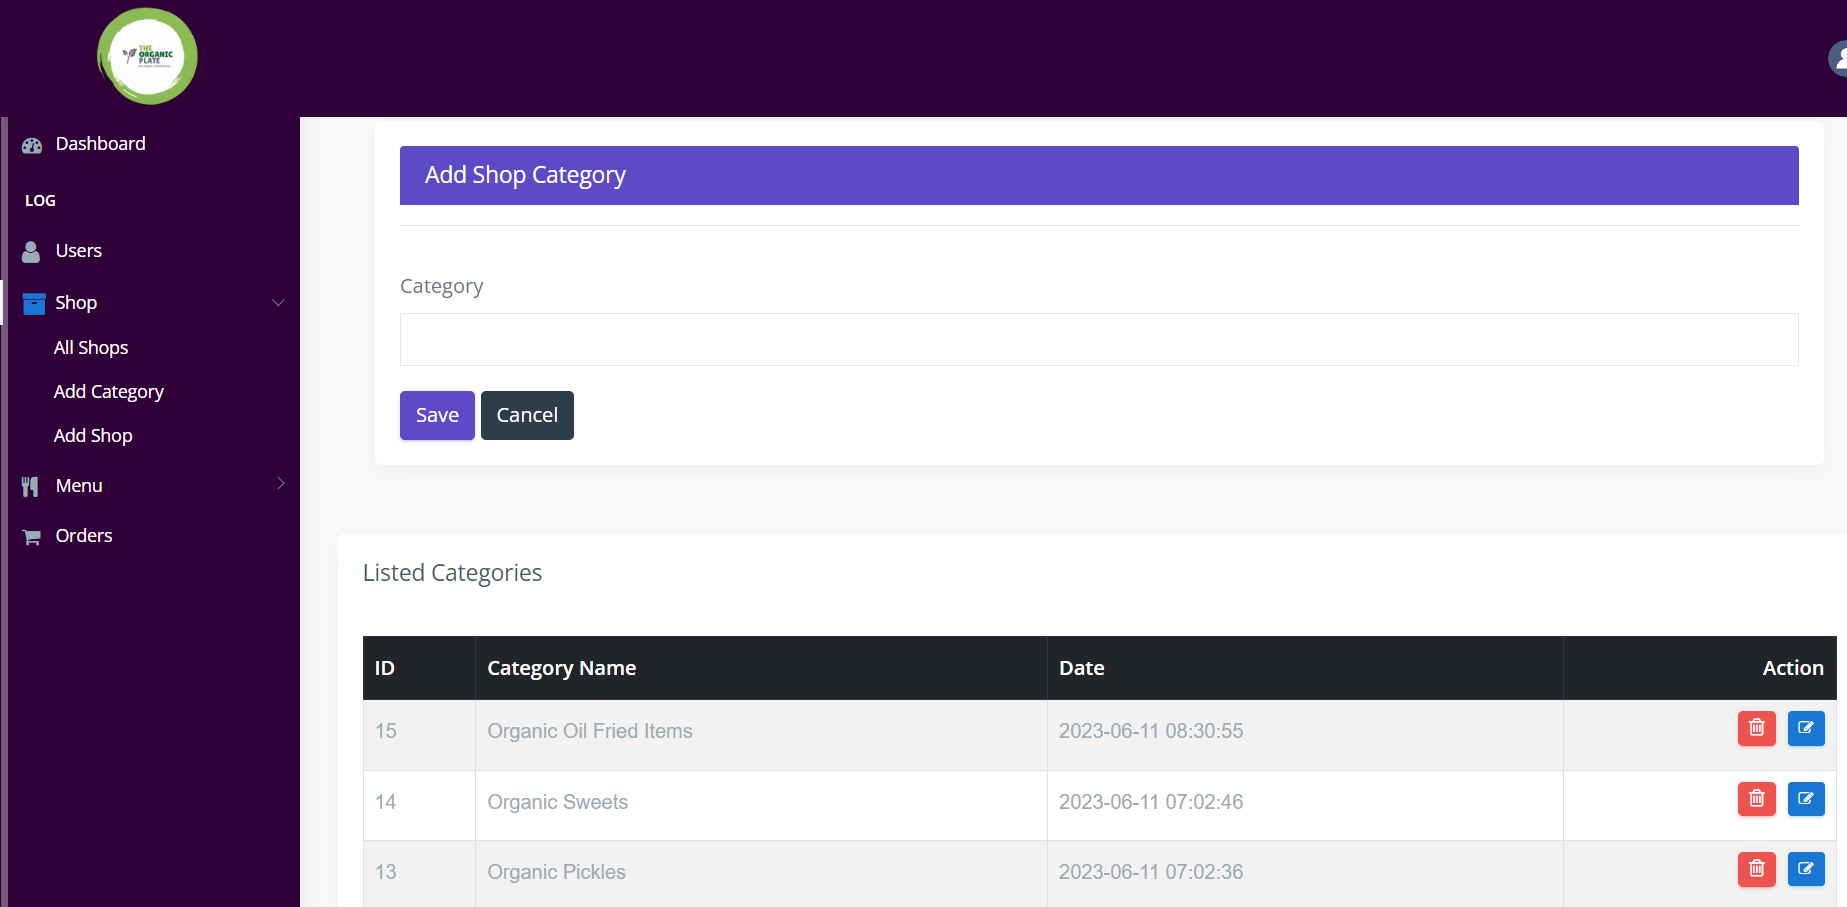 THE
ORGANIC
PLATE
Dashboard
LOG
Users
Shop
All Shops
Add Category
Add Shop
Menu
Orders
Add Shop Category
Category
Save Cancel
Listed Categories
ID Category Name Date Action
15 Organic Oil Fried Items 2023-06-11 08:30:55
14 Organic Sweets 2023-06-11 07:02:46
13 Organic Pickles 2023-06-11 07:02:36